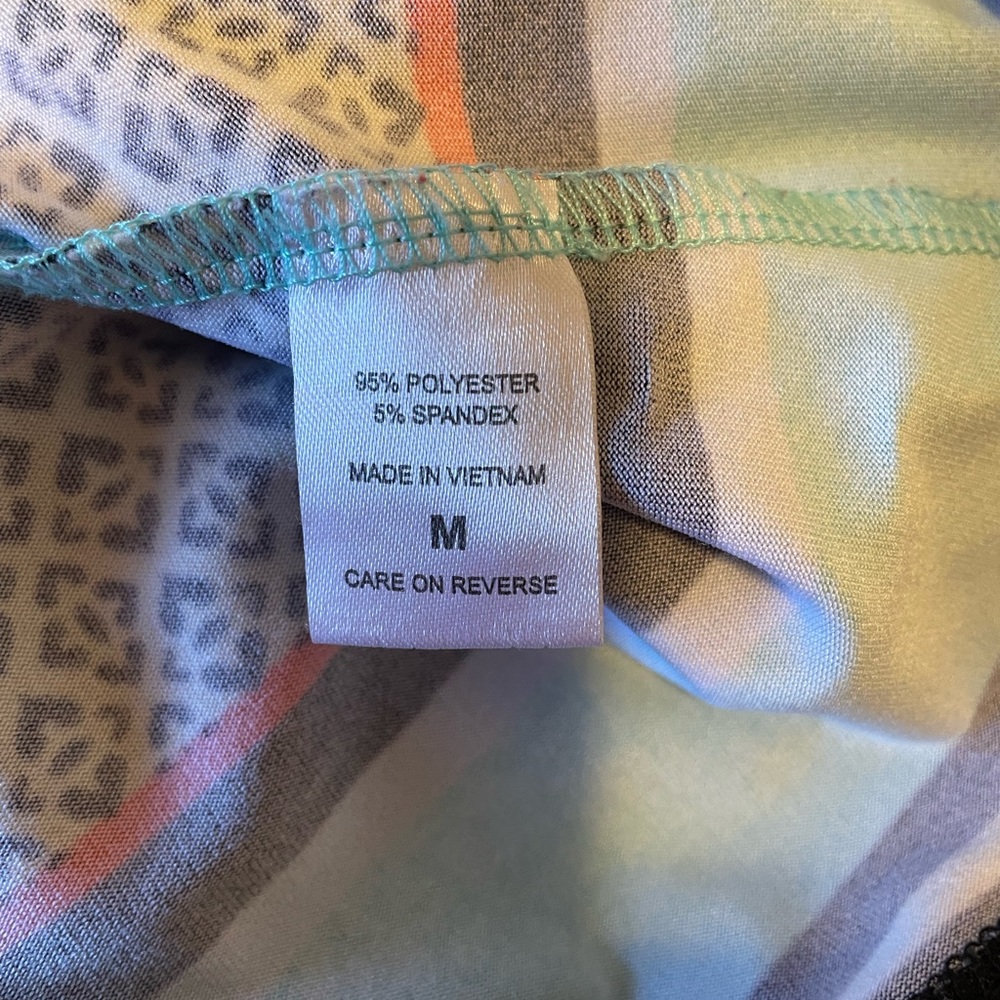 95% POLYESTER
5% SPANDEX
MADE IN VIETNAM
M
CARE ON REVERSE